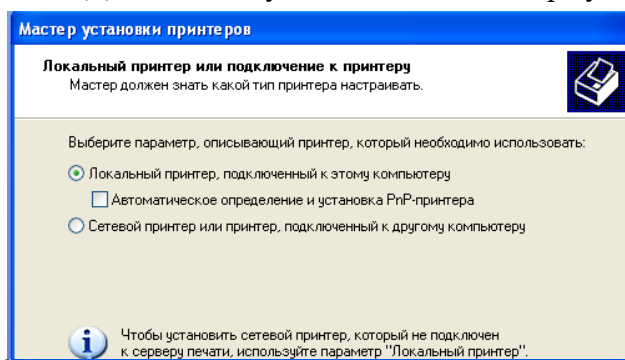 Мастер установки принтеров
Локальный принтер или подключение к принтеру
Мастер должен знать какой тип принтера настраивать.
Выберите параметр, описывающий принтер, который необходимо использовать:
Локальный принтер, подключенный к этому компьютеру
Автоматическое определение и установка PnP-принтера
Сетевой принтер или принтер, подключенный к другому компьютеру
Чтобы установить сетевой принтер, который не подключен
к серверу печати, используйте параметр "Локальный принтер".